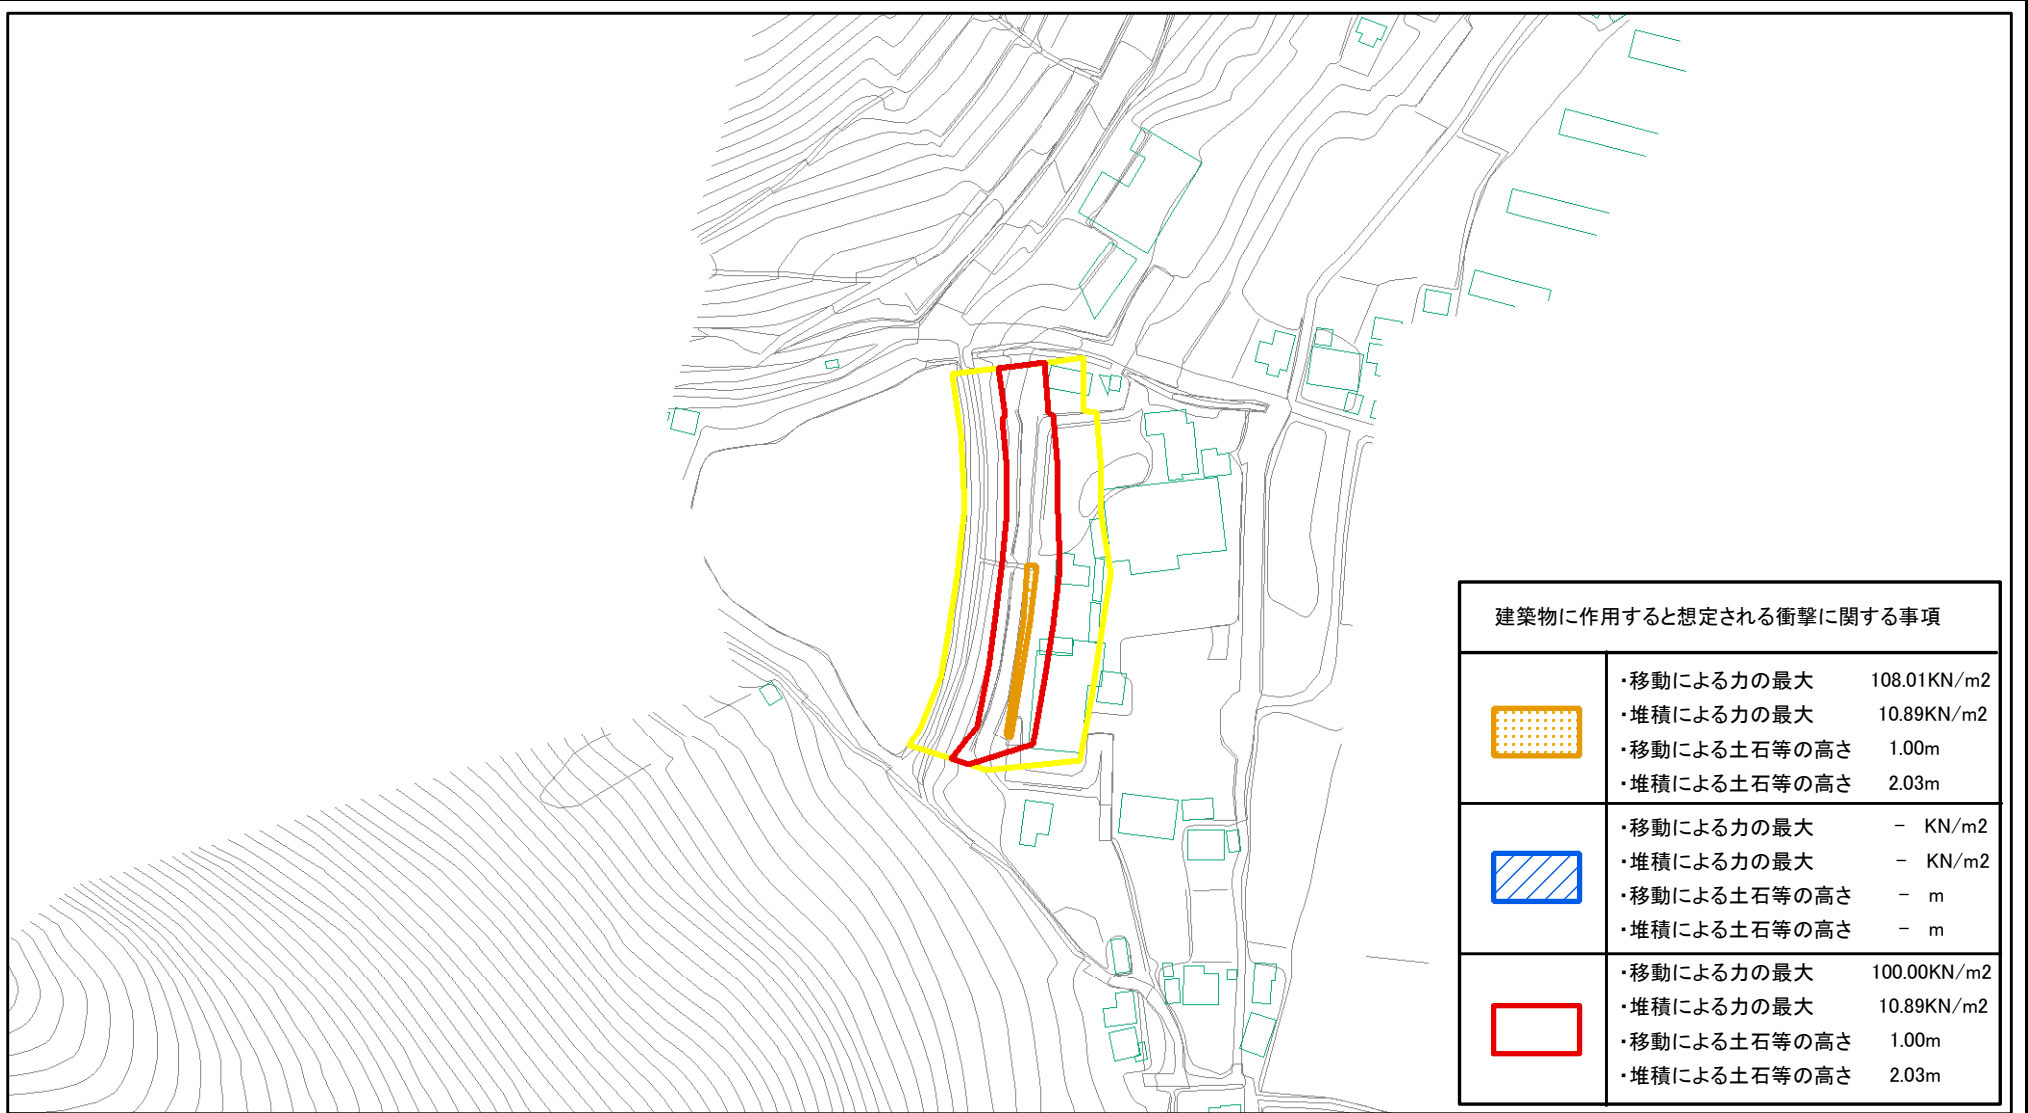 建築物に作用すると想定される衝撃に関する事項
・移動による力の最大 108.01KN/m2
・堆積による力の最大 10.89KN/m2
・移動による土石等の高さ 1.00m
・堆積による土石等の高さ 2.03m
・移動による力の最大 － KN/m2
・堆積による力の最大 － KN/m2
・移動による土石等の高さ － m
・堆積による土石等の高さ － m
・移動による力の最大 100.00KN/m2
・堆積による力の最大 10.89KN/m2
・移動による土石等の高さ 1.00m
・堆積による土石等の高さ 2.03m